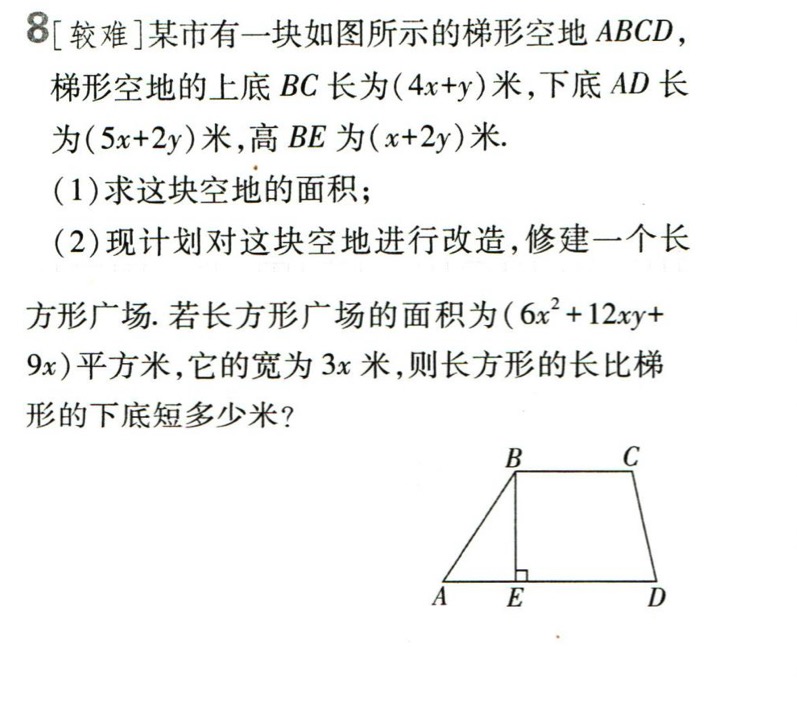 8[较难]某市有一块如图所示的梯形空地 ABCD,
梯形空地的上底 BC 长为(4x+y)米,下底 AD 长
为(5x+2y)米,高 BE 为(x+2y)米.
(1)求这块空地的面积;
(2)现计划对这块空地进行改造,修建一个长
方形广场. 若长方形广场的面积为(6x²+12xy+
9x)平方米,它的宽为 3x 米,则长方形的长比梯
形的下底短多少米?
B C
A E D